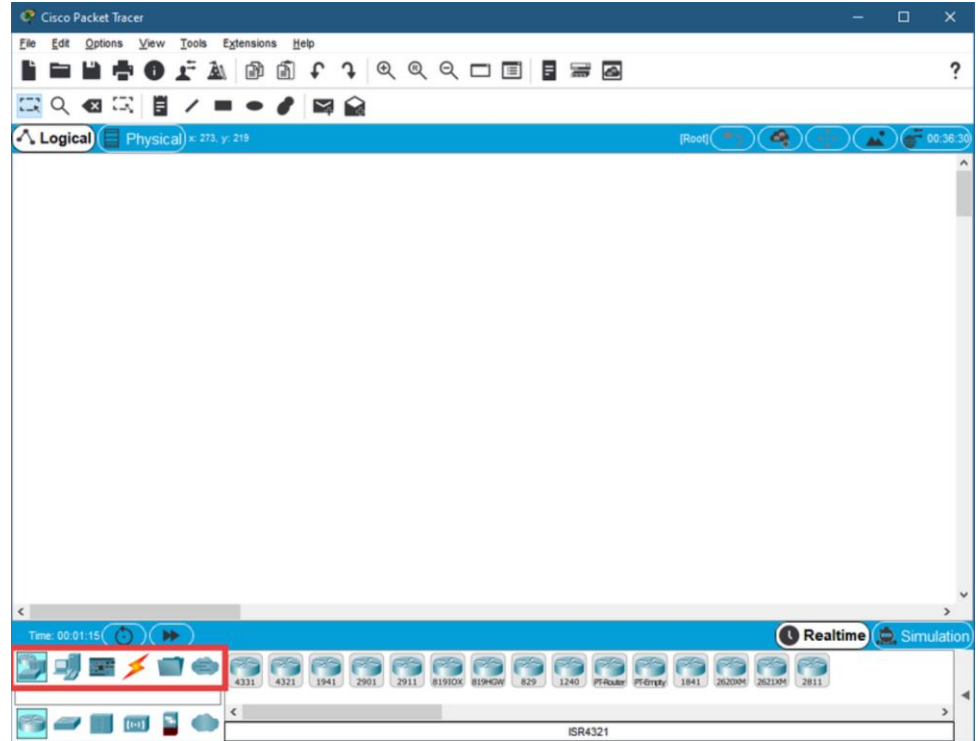 Cisco Packet Tracer
File Edit Options View Tools Extensions Help
?
Logical Physical x: 273, y: 219 [Root] 00:36:30
Time: 00:01:15 Realtime Simulation
4331 4321 1941 2901 2911 819IOX 819HGW 829 1240 PT-Router PT-Empty 1841 2620XM 2621XM 2811
ISR4321